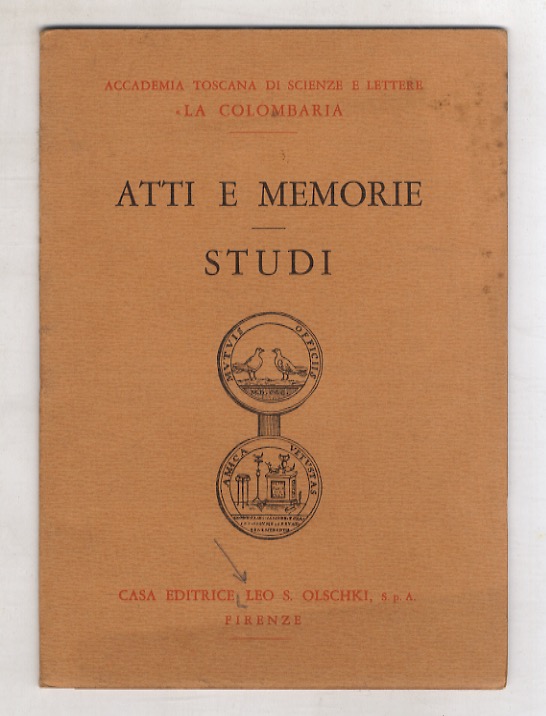 ACCADEMIA TOSCANA DI SCIENZE E LETTERE
«LA COLOMBARIA
ATTI E MEMORIE
STUDI
MVTVIS OFFICIIS
AMICA VETVSTAS
CASA EDITRICE LEO S. OLSCHKI, S.p.A.
FIRENZE